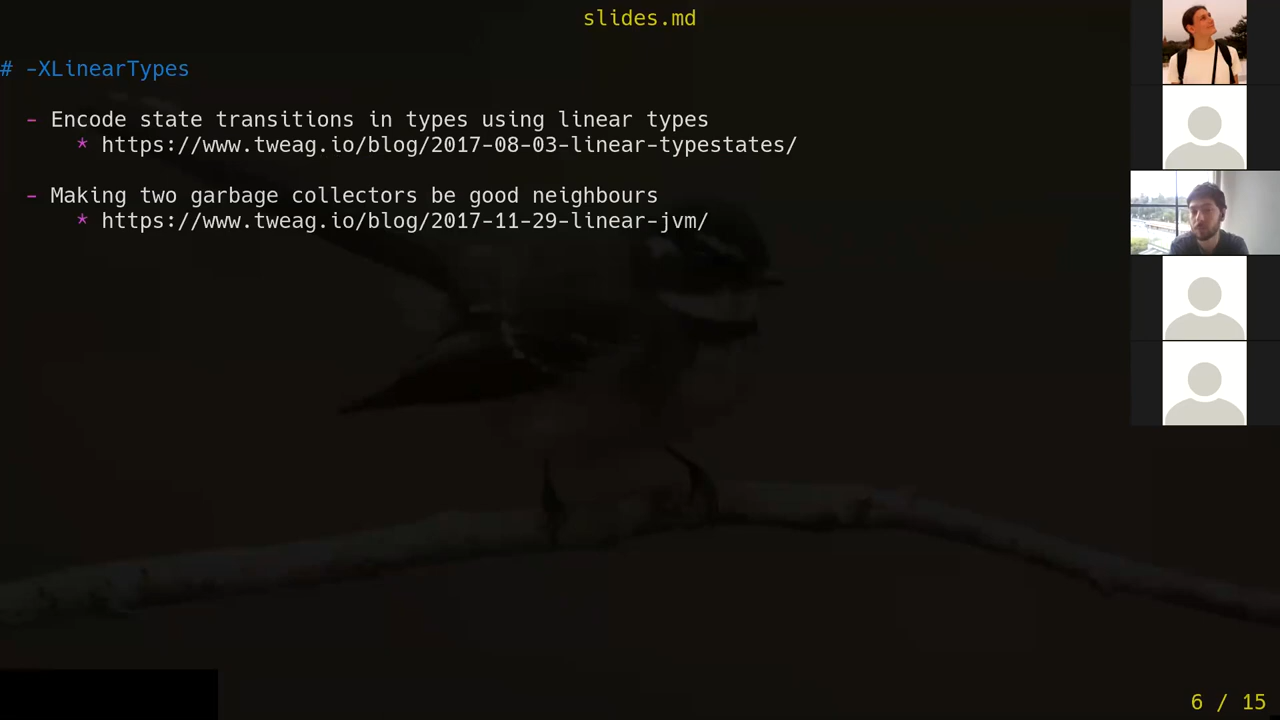 slides.md
# -XLinearTypes
- Encode state transitions in types using linear types
* https://www.tweag.io/blog/2017-08-03-linear-typestates/
- Making two garbage collectors be good neighbours
* https://www.tweag.io/blog/2017-11-29-linear-jvm/
6 / 15